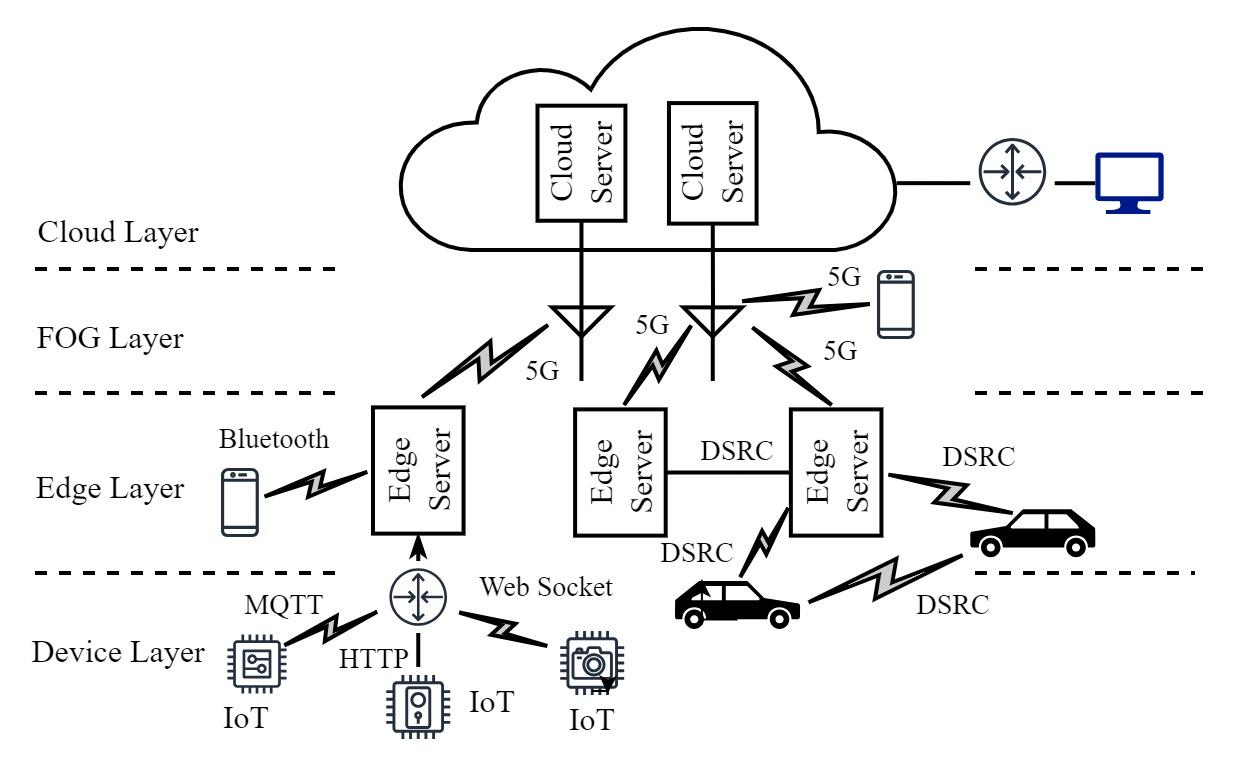 Cloud
Server
Cloud
Server
Cloud Layer
5G
FOG Layer
5G
5G
5G
Bluetooth
Edge
Server
Edge
Server
DSRC
Edge
Server
DSRC
Edge Layer
DSRC
Web Socket
MQTT
DSRC
Device Layer
HTTP
IoT
IoT
IoT